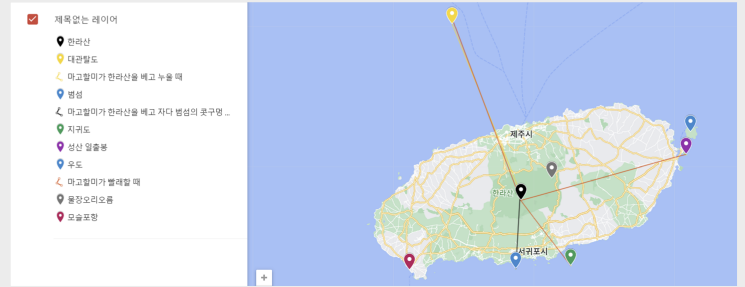 제목없는 레이어
한라산
대관탈도
마고할미가 한라산을 베고 누울 때
범섬
마고할미가 한라산을 베고 자다 범섬의 콧구멍 ...
지귀도
성산 일출봉
우도
마고할미가 빨래할 때
물장오리오름
모슬포항
제주시
한라산
서귀포시